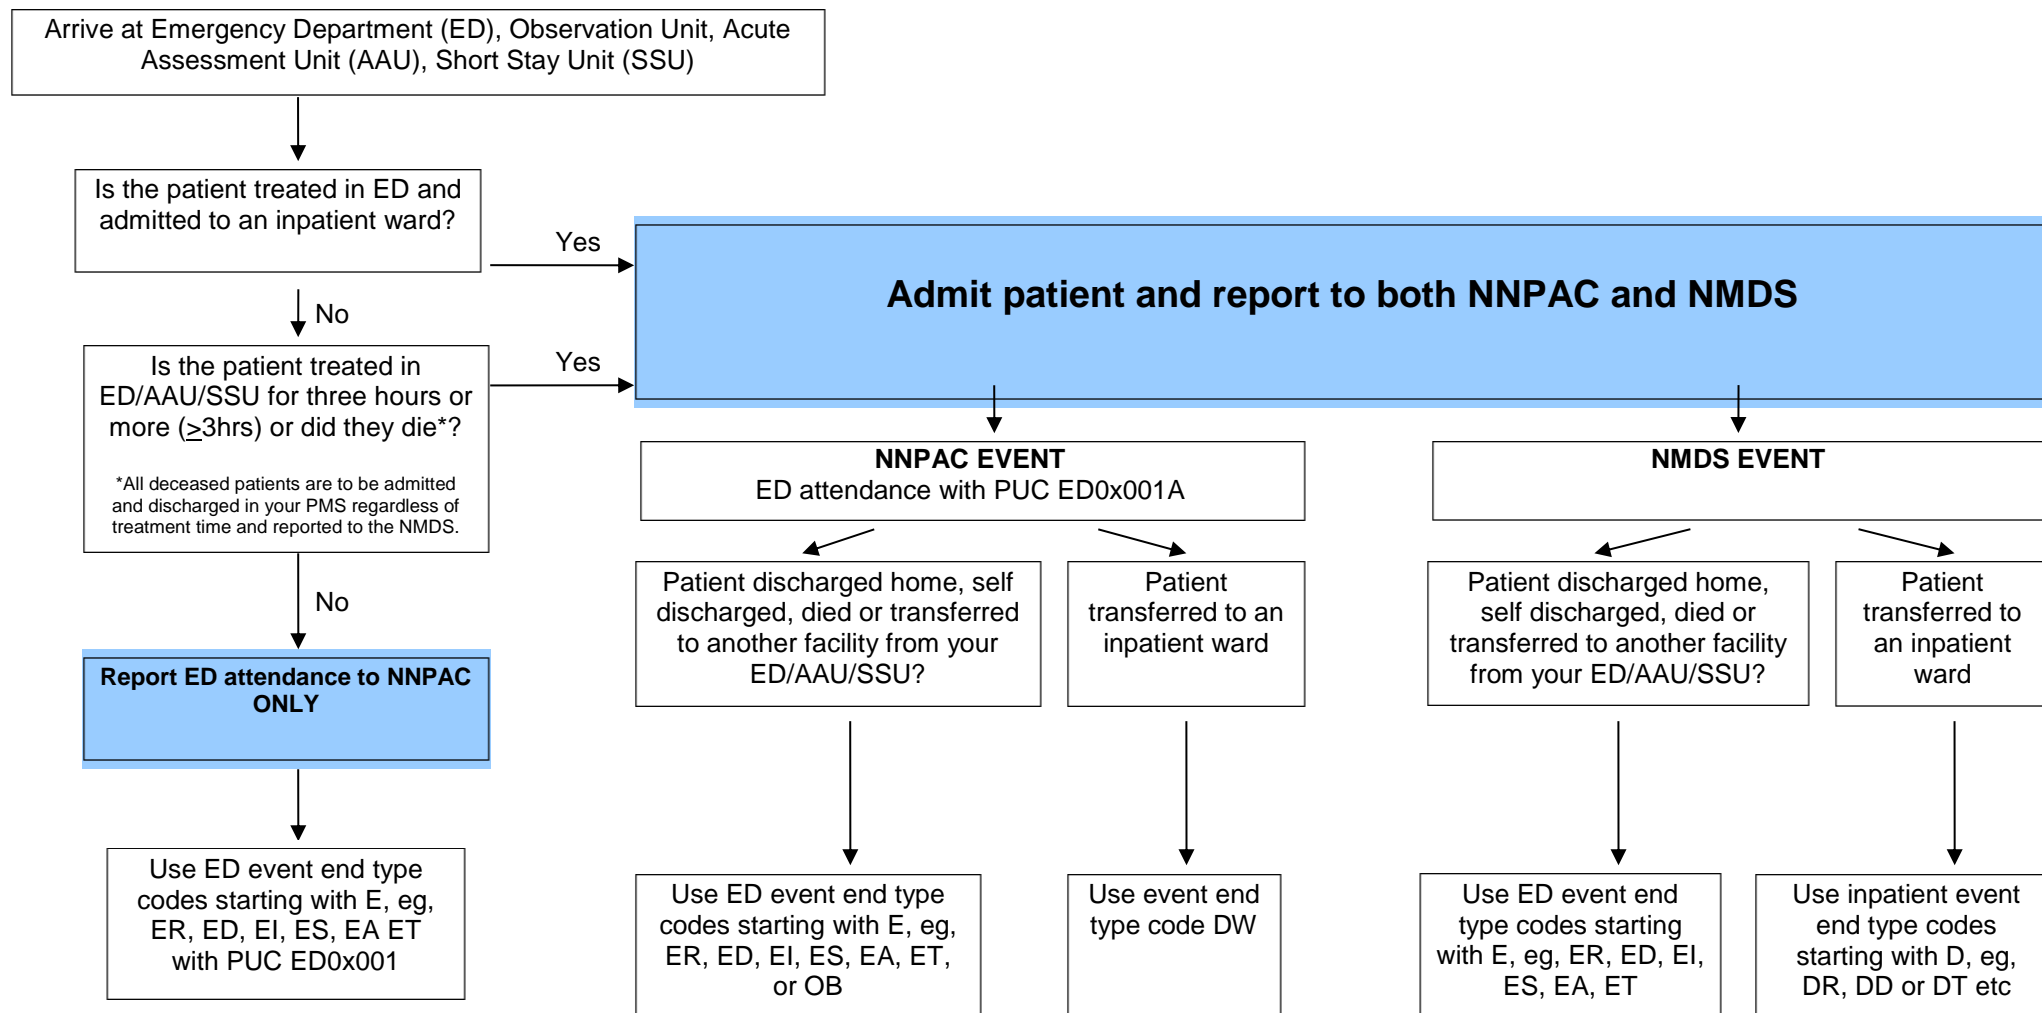 Arrive at Emergency Department (ED), Observation Unit, Acute
Assessment Unit (AAU), Short Stay Unit (SSU)
Is the patient treated in ED and
admitted to an inpatient ward?
Yes
Admit patient and report to both NNPAC and NMDS
No
Is the patient treated in
ED/AAU/SSU for three hours or
more (>3hrs) or did they die*?
*All deceased patients are to be admitted
and discharged in your PMS regardless of
treatment time and reported to the NMDS.
Yes
No
Report ED attendance to NNPAC
ONLY
Use ED event end type
codes starting with E, eg,
ER, ED, EI, ES, EA ET
with PUC ED0x001
NNPAC EVENT
ED attendance with PUC ED0x001A
Patient discharged home, self
discharged, died or transferred
to another facility from your
ED/AAU/SSU?
Patient
transferred to an
inpatient ward
Use ED event end type
codes starting with E, eg,
ER, ED, EI, ES, EA, ET,
or OB
Use event end
type code DW
NMDS EVENT
Patient discharged home,
self discharged, died or
transferred to another facility
from your ED/AAU/SSU?
Patient
transferred to
an inpatient
ward
Use ED event end
type codes starting
with E, eg, ER, ED, EI,
ES, EA, ET
Use inpatient event
end type codes
starting with D, eg,
DR, DD or DT etc